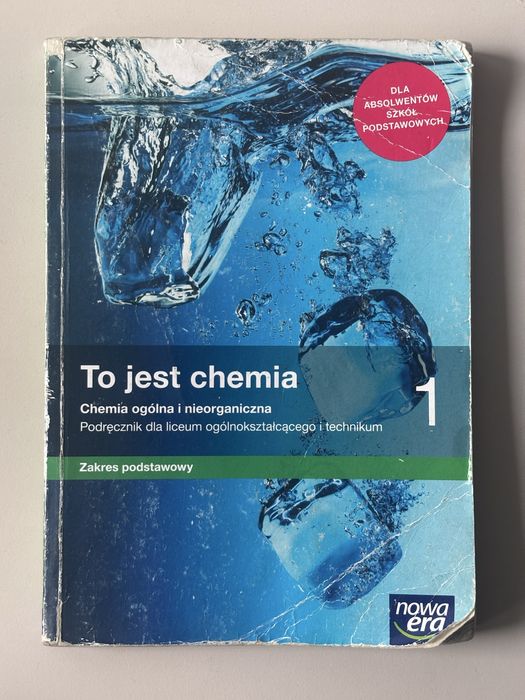 DLA
ABSOLWENTÓW
SZKÓŁ
PODSTAWOWYCH
To jest chemia
1
Chemia ogólna i nieorganiczna
Podręcznik dla liceum ogólnokształcącego i technikum
Zakres podstawowy
nowa
era